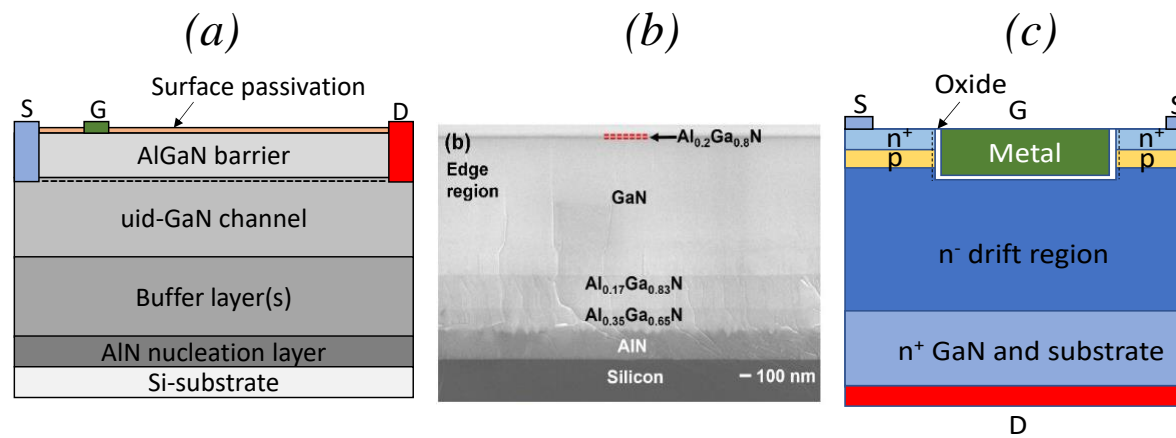 (a)
Surface passivation
S
G
D
AlGaN barrier
uid-GaN channel
Buffer layer(s)
AlN nucleation layer
Si-substrate
(b)
(b)
Edge
region
Al0.2Ga0.8N
GaN
Al0.17Ga0.83N
Al0.35Ga0.65N
AlN
Silicon
100 nm
(c)
Oxide
S
G
S
n+
Metal
n+
p
p
n- drift region
n+ GaN and substrate
D